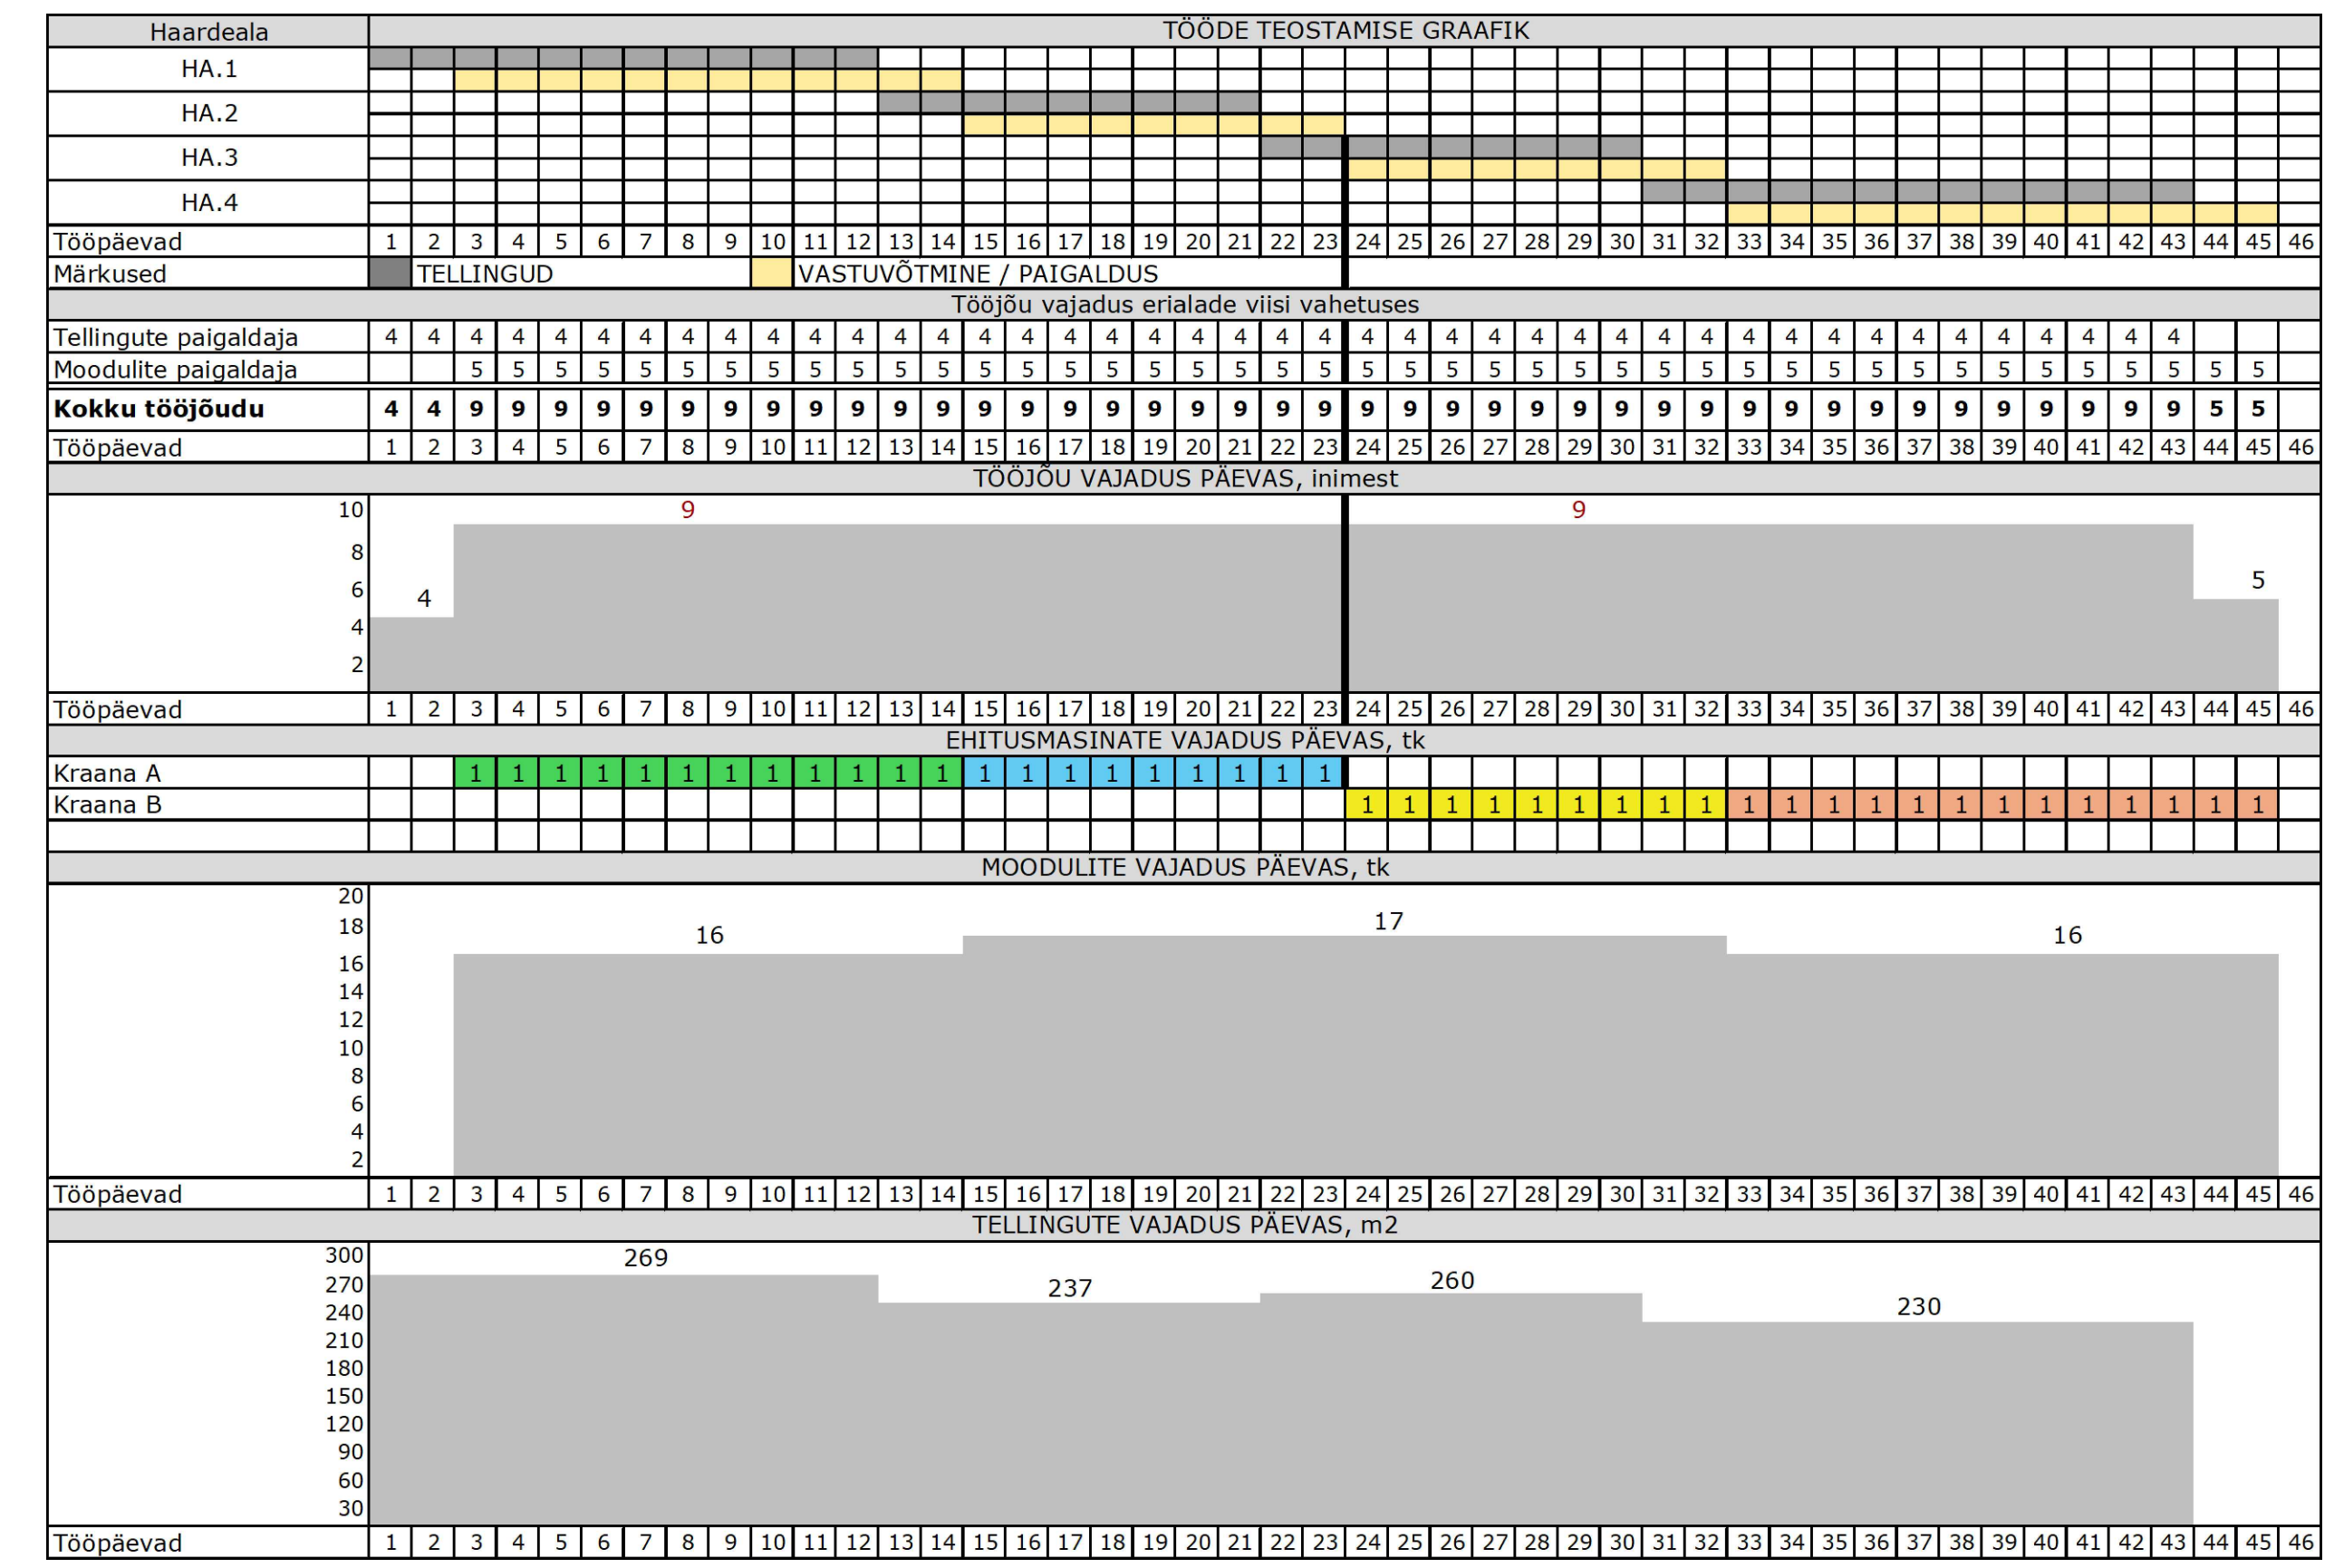 Haardeala TÖÖDE TEOSTAMISE GRAAFIK
HA.1
HA.2
HA.3
HA.4
Tööpäevad 1 2 3 4 5 6 7 8 9 10 11 12 13 14 15 16 17 18 19 20 21 22 23 24 25 26 27 28 29 30 31 32 33 34 35 36 37 38 39 40 41 42 43 44 45 46
Märkused TELLINGUD VASTUVÕTMINE / PAIGALDUS
Tööjõu vajadus erialade viisi vahetuses
Tellingute paigaldaja 4 4 4 4 4 4 4 4 4 4 4 4 4 4 4 4 4 4 4 4 4 4 4 4 4 4 4 4 4 4 4 4 4 4 4 4 4 4 4 4 4 4 4
Moodulite paigaldaja 5 5 5 5 5 5 5 5 5 5 5 5 5 5 5 5 5 5 5 5 5 5 5 5 5 5 5 5 5 5 5 5 5 5 5 5 5 5 5 5 5 5 5
Kokku tööjõudu 4 4 9 9 9 9 9 9 9 9 9 9 9 9 9 9 9 9 9 9 9 9 9 9 9 9 9 9 9 9 9 9 9 9 9 9 9 9 9 9 9 9 9 5 5
Tööpäevad 1 2 3 4 5 6 7 8 9 10 11 12 13 14 15 16 17 18 19 20 21 22 23 24 25 26 27 28 29 30 31 32 33 34 35 36 37 38 39 40 41 42 43 44 45 46
TÖÖJÕU VAJADUS PÄEVAS, inimest
10 9 9
8
6 4 5
4
2
Tööpäevad 1 2 3 4 5 6 7 8 9 10 11 12 13 14 15 16 17 18 19 20 21 22 23 24 25 26 27 28 29 30 31 32 33 34 35 36 37 38 39 40 41 42 43 44 45 46
EHITUSMASINATE VAJADUS PÄEVAS, tk
Kraana A 1 1 1 1 1 1 1 1 1 1 1 1 1 1 1 1 1 1 1 1 1
Kraana B 1 1 1 1 1 1 1 1 1 1 1 1 1 1 1 1 1 1 1 1 1 1
MOODULITE VAJADUS PÄEVAS, tk
20
18 16 17 16
16
14
12
10
8
6
4
2
Tööpäevad 1 2 3 4 5 6 7 8 9 10 11 12 13 14 15 16 17 18 19 20 21 22 23 24 25 26 27 28 29 30 31 32 33 34 35 36 37 38 39 40 41 42 43 44 45 46
TELLINGUTE VAJADUS PÄEVAS, m2
300 269
270 237 260
240 230
210
180
150
120
90
60
30
Tööpäevad 1 2 3 4 5 6 7 8 9 10 11 12 13 14 15 16 17 18 19 20 21 22 23 24 25 26 27 28 29 30 31 32 33 34 35 36 37 38 39 40 41 42 43 44 45 46